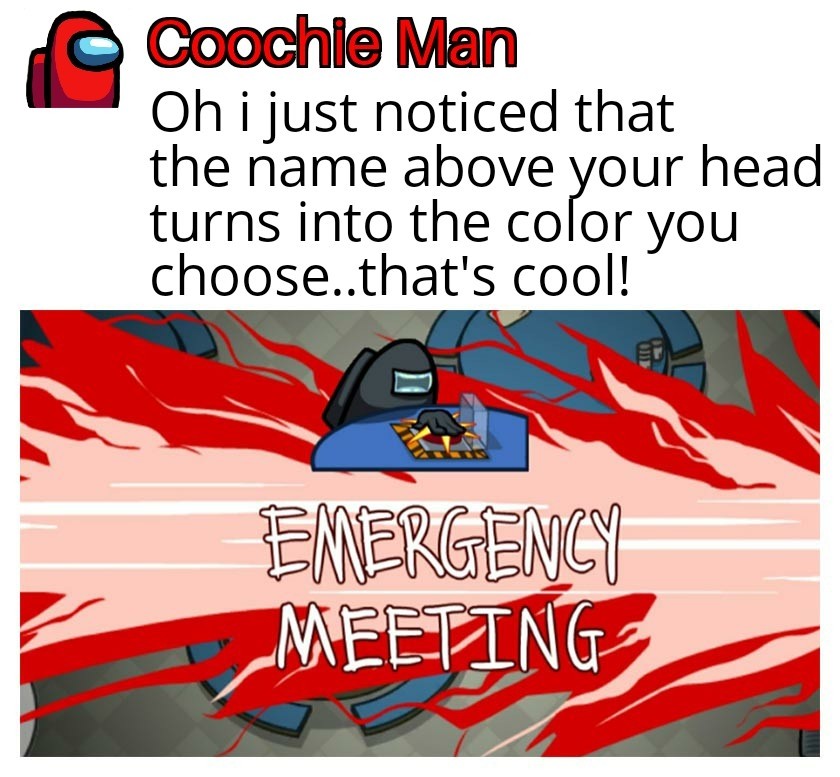 Coochie Man
Oh i just noticed that
the name above your head
turns into the color you
choose..that's cool!
EMERGENCY
MEETING